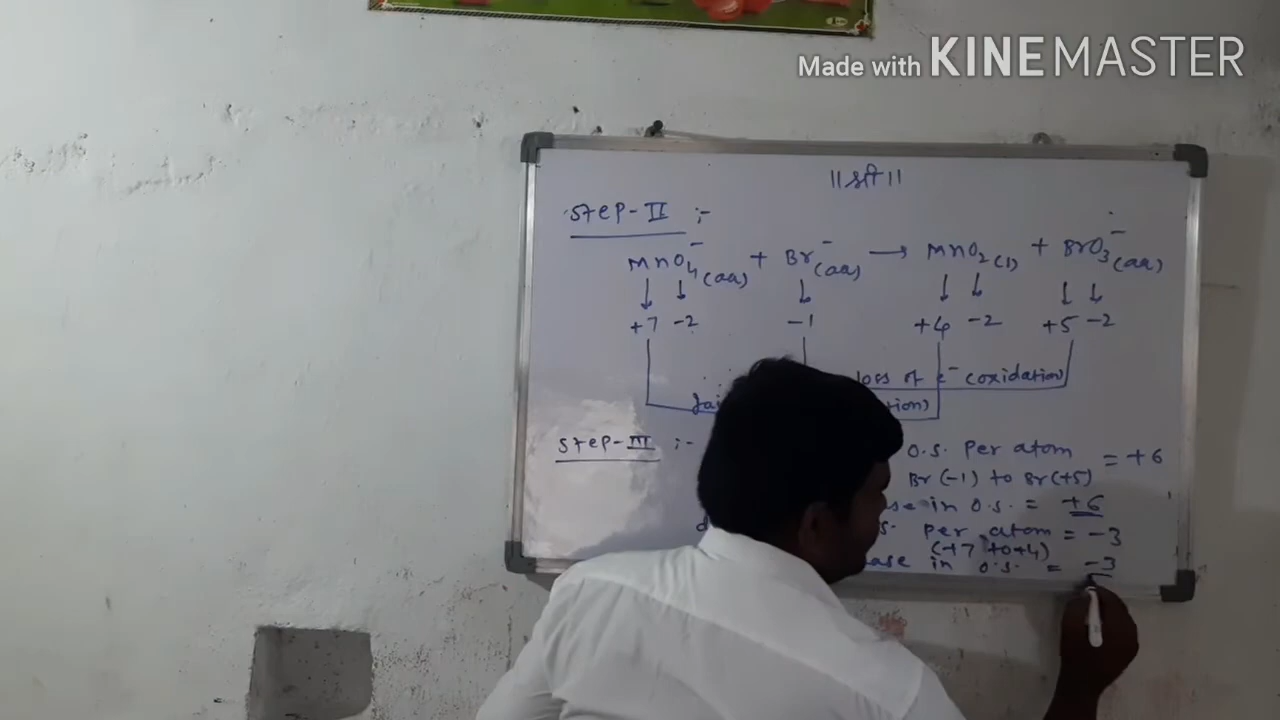 Made with KINEMASTER
॥श्री॥
Step-II :-
MnO4-(aq) + Br-(aq) → MnO2(l) + BrO3-(aq)
↓ ↓ ↓ ↓ ↓ ↓ ↓
+7 -2 -1 +4 -2 +5 -2
loss of e- (oxidation)
Step-III :- O.S. Per atom = +6
Br(-1) to Br(+5)
in O.S. = +6
Per atom = -3
(+7 to +4)
in O.S. = -3